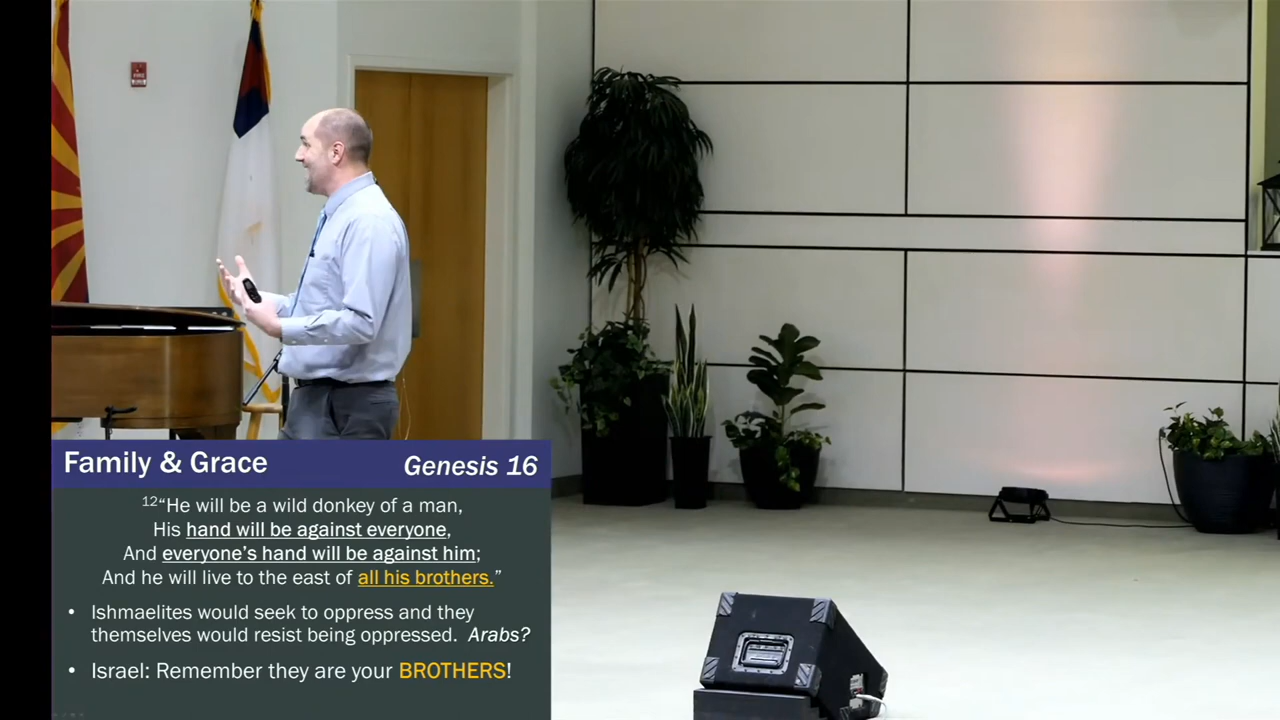 Family & Grace Genesis 16
12“He will be a wild donkey of a man,
His hand will be against everyone,
And everyone’s hand will be against him;
And he will live to the east of all his brothers.”
• Ishmaelites would seek to oppress and they
themselves would resist being oppressed. Arabs?
• Israel: Remember they are your BROTHERS!